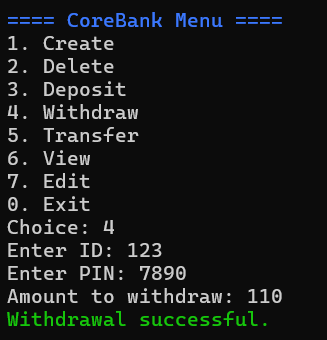 ==== CoreBank Menu ====
1. Create
2. Delete
3. Deposit
4. Withdraw
5. Transfer
6. View
7. Edit
0. Exit
Choice: 4
Enter ID: 123
Enter PIN: 7890
Amount to withdraw: 110
Withdrawal successful.